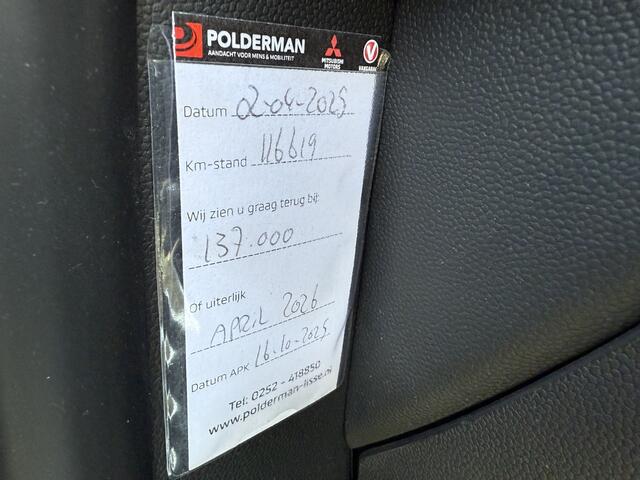 POLDERMAN
AANDACHT VOOR MENS & MOBILITEIT
MITSUBISHI MOTORS
VAKGARAGE
Datum 02-04-2025
Km-stand 116619
Wij zien u graag terug bij:
137.000
Of uiterlijk
APRIL 2026
Datum APK 16-10-2025
Tel: 0252 - 418850
www.polderman-lisse.nl